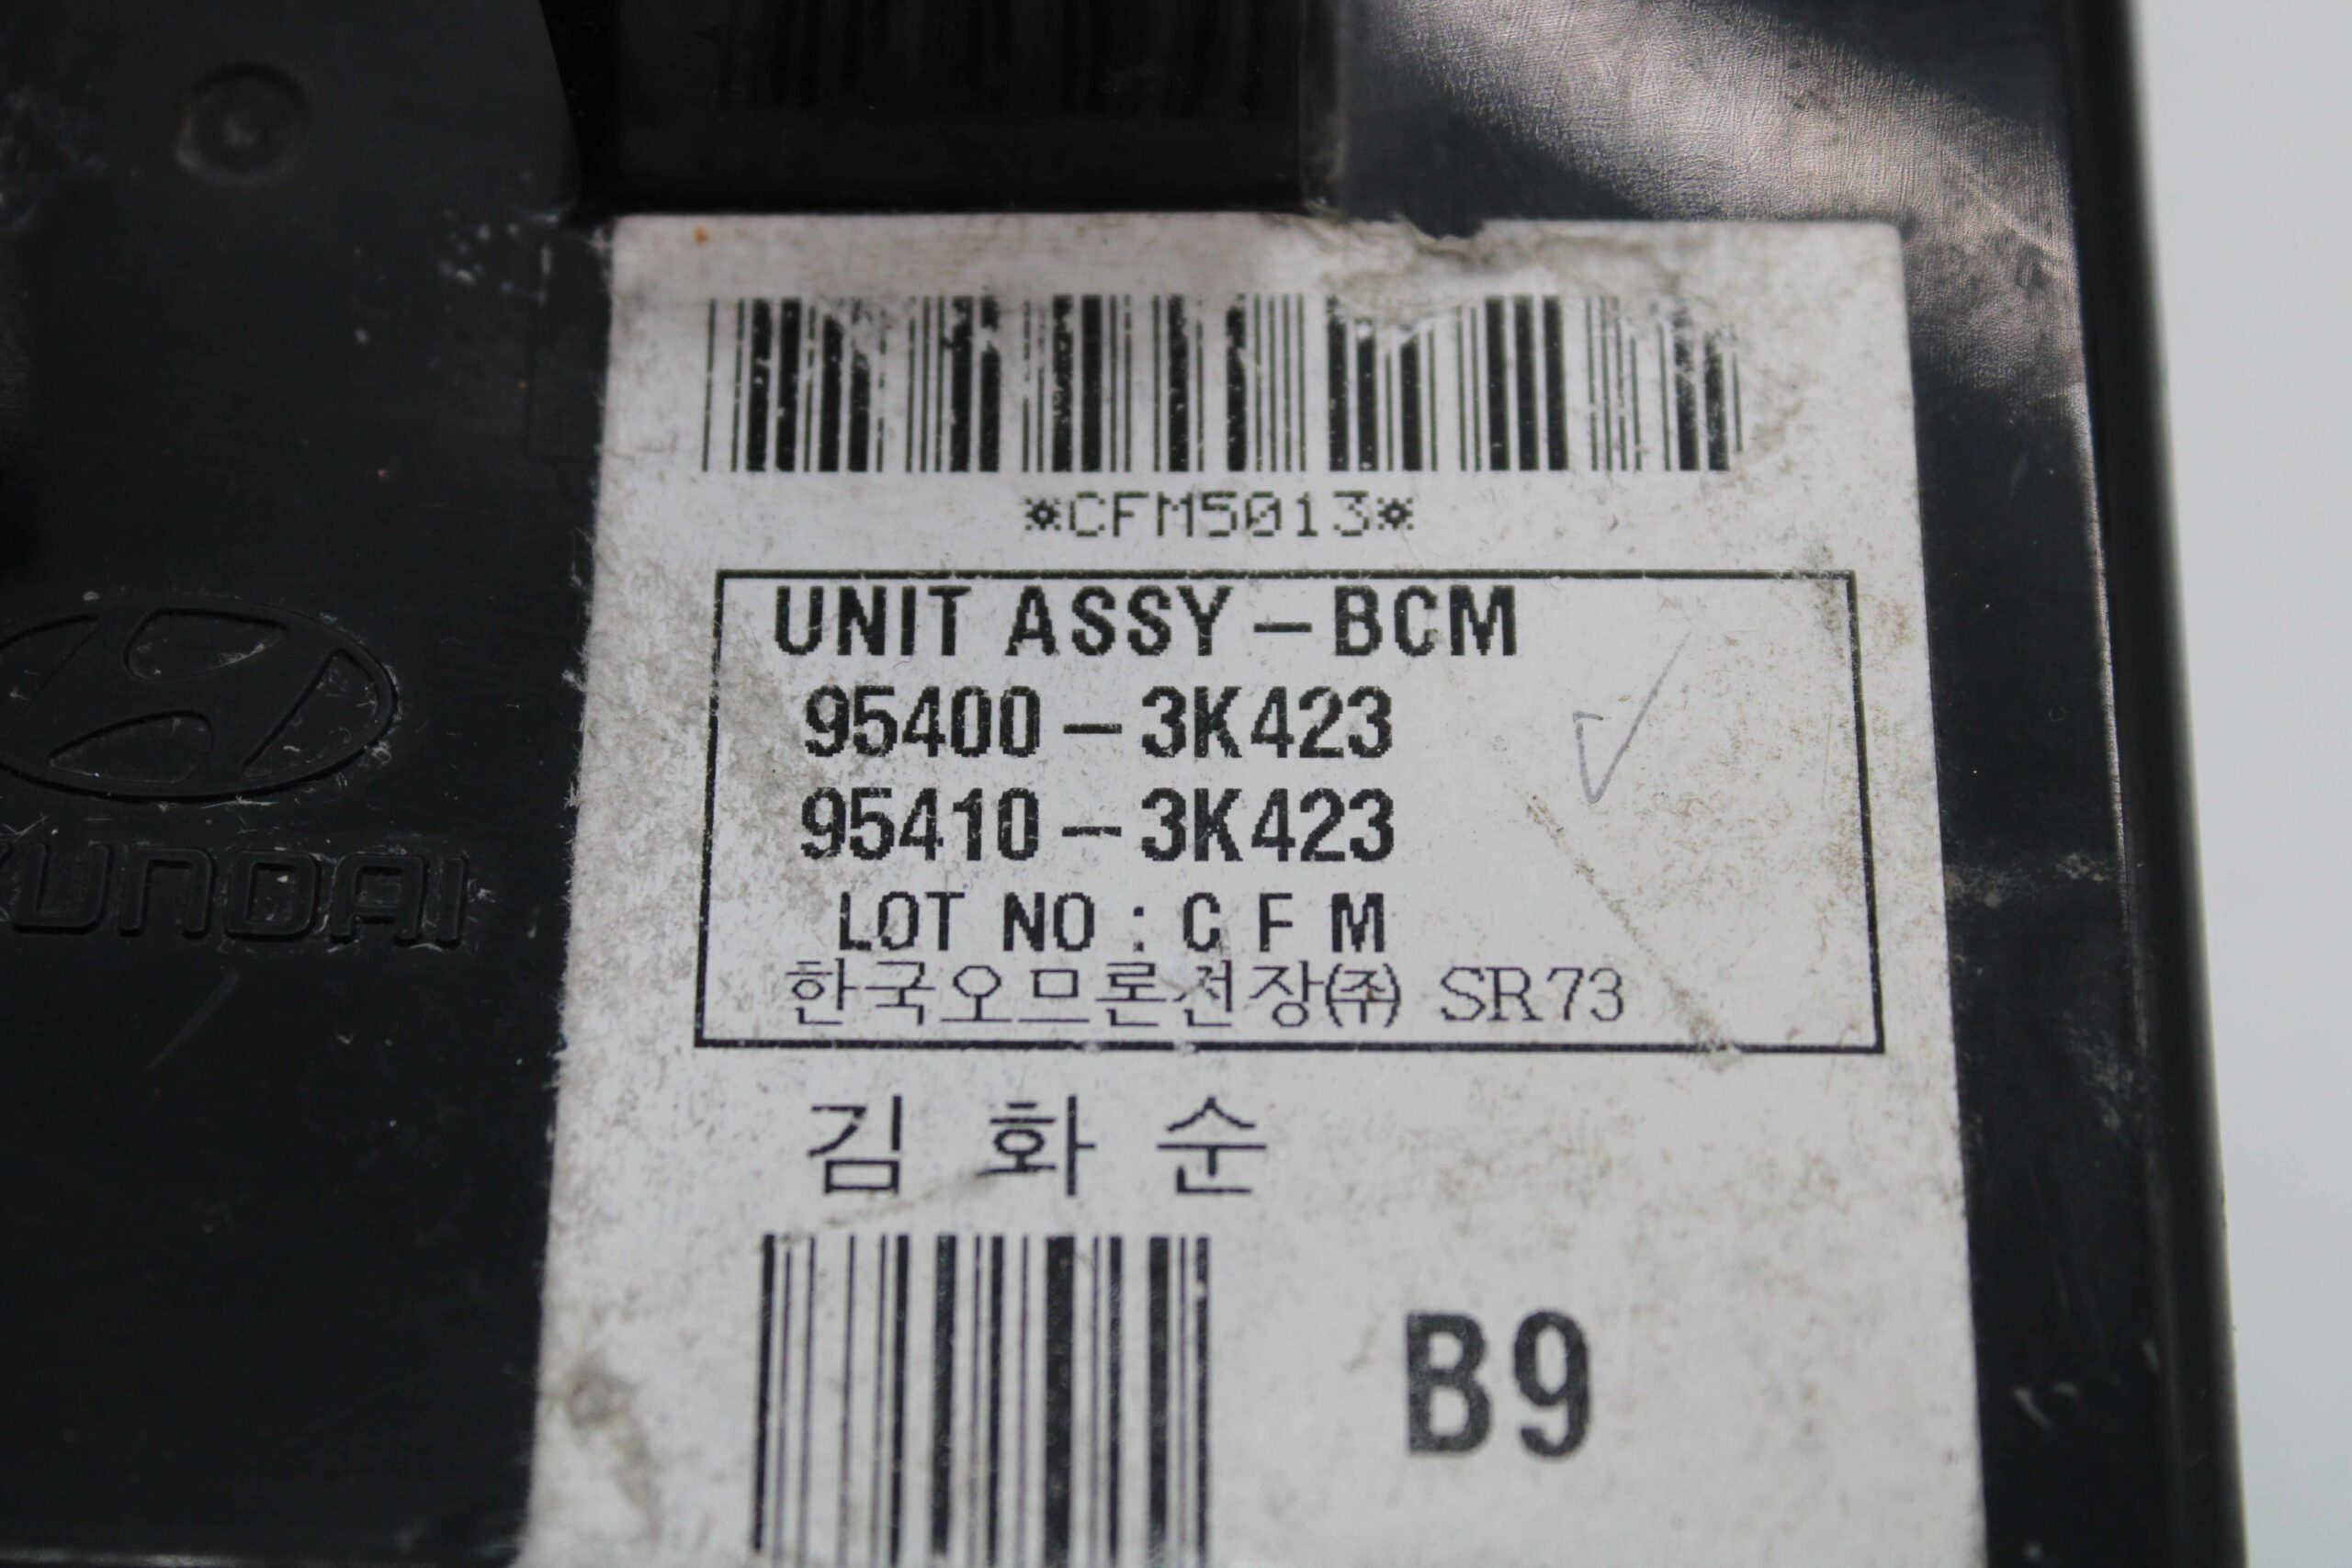 *CFM5013*
UNIT ASSY-BCM
95400-3K423
95410-3K423
LOT NO : C F M
한국오므론전장㈜ SR73
김 화 순
B9
HYUNDAI